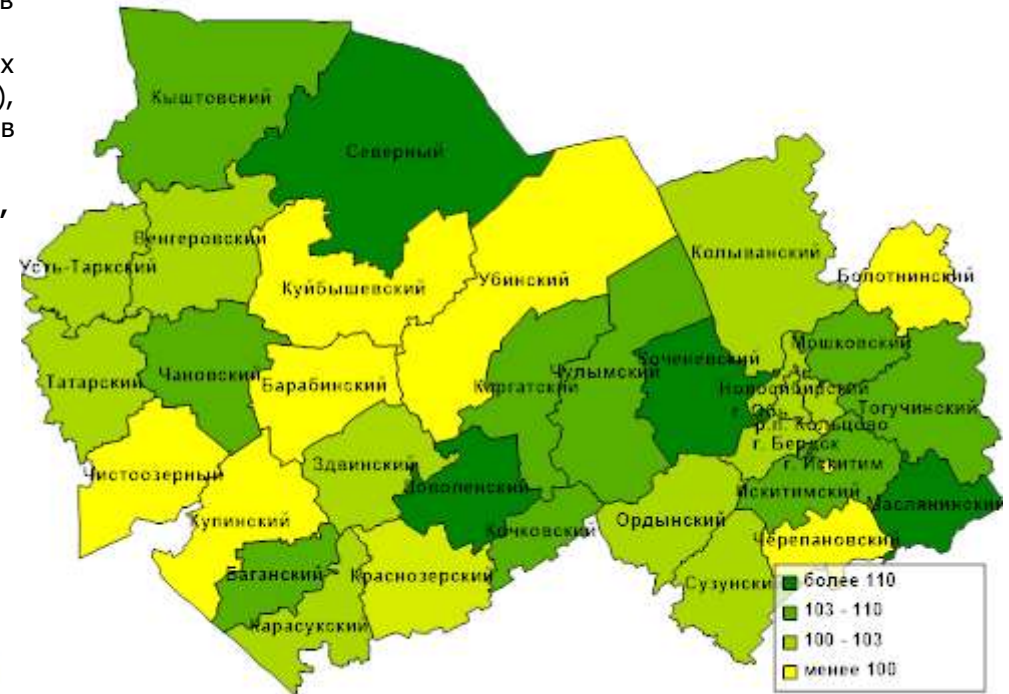 в
х
),
в
,
Кыштовский
Северный
Венгеровский
Усть-Таркский
Куйбышевский
Убинский
Колыванский
Болотнинский
Татарский
Чановский
Барабинский
Каргатский
Чулымский
Коченевский
Мошковский
Новосибирский
г. Обь
р.п. Кольцово
Тогучинский
г. Бердск
г. Искитим
Чистоозерный
Здвинский
Доволенский
Искитимский
Маслянинский
Купинский
Кочковский
Ордынский
Черепановский
Баганский
Краснозерский
Сузунски
Карасукский
более 110
103 - 110
100 - 103
менее 100